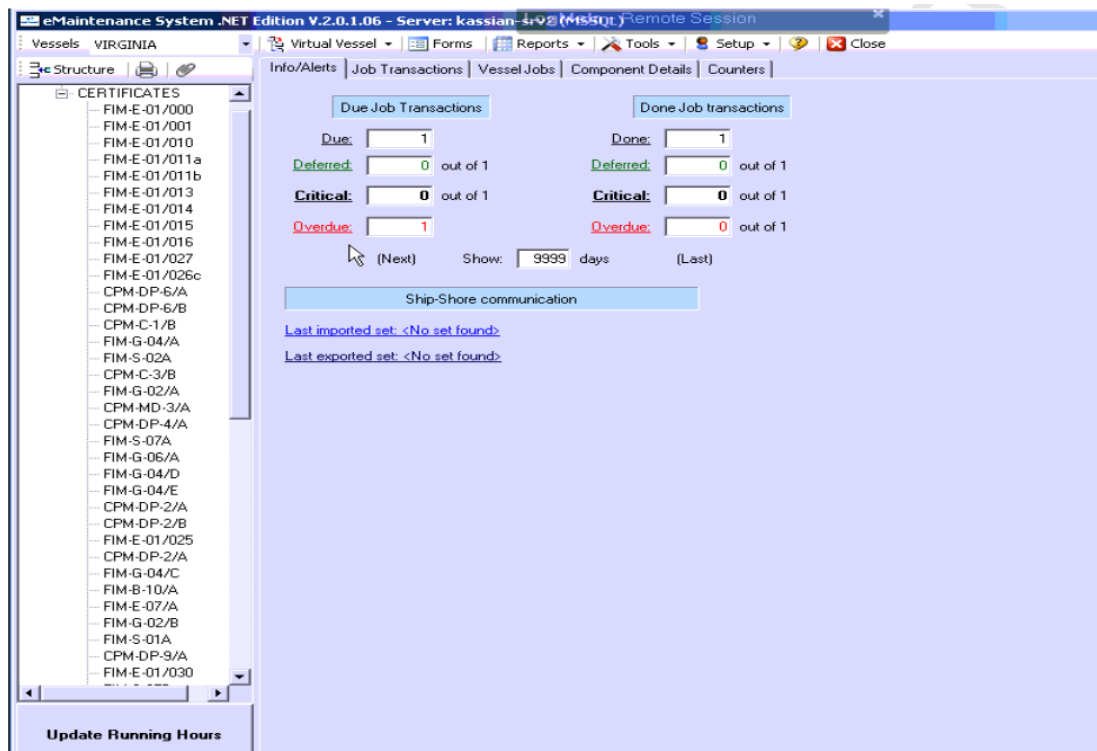 eMaintenance System .NET Edition V.2.0.1.06 - Server: kassian-srv2 (MSSQL) Remote Session
Vessels VIRGINIA Virtual Vessel Forms Reports Tools Setup Close
Structure
Info/Alerts Job Transactions Vessel Jobs Component Details Counters
CERTIFICATES
FIM-E-01/000
FIM-E-01/001
FIM-E-01/010
FIM-E-01/011a
FIM-E-01/011b
FIM-E-01/013
FIM-E-01/014
FIM-E-01/015
FIM-E-01/016
FIM-E-01/027
FIM-E-01/026c
CPM-DP-6/A
CPM-DP-6/B
CPM-C-1/B
FIM-G-04/A
FIM-S-02A
CPM-C-3/B
FIM-G-02/A
CPM-MD-3/A
CPM-DP-4/A
FIM-S-07A
FIM-G-06/A
FIM-G-04/D
FIM-G-04/E
CPM-DP-2/A
CPM-DP-2/B
FIM-E-01/025
CPM-DP-2/A
FIM-G-04/C
FIM-B-10/A
FIM-E-07/A
FIM-G-02/B
FIM-S-01A
CPM-DP-9/A
FIM-E-01/030
Update Running Hours
Due Job Transactions Done Job transactions
Due: 1 Done: 1
Deferred: 0 out of 1 Deferred: 0 out of 1
Critical: 0 out of 1 Critical: 0 out of 1
Overdue: 1 Overdue: 0 out of 1
(Next) Show: 9999 days (Last)
Ship-Shore communication
Last imported set: <No set found>
Last exported set: <No set found>